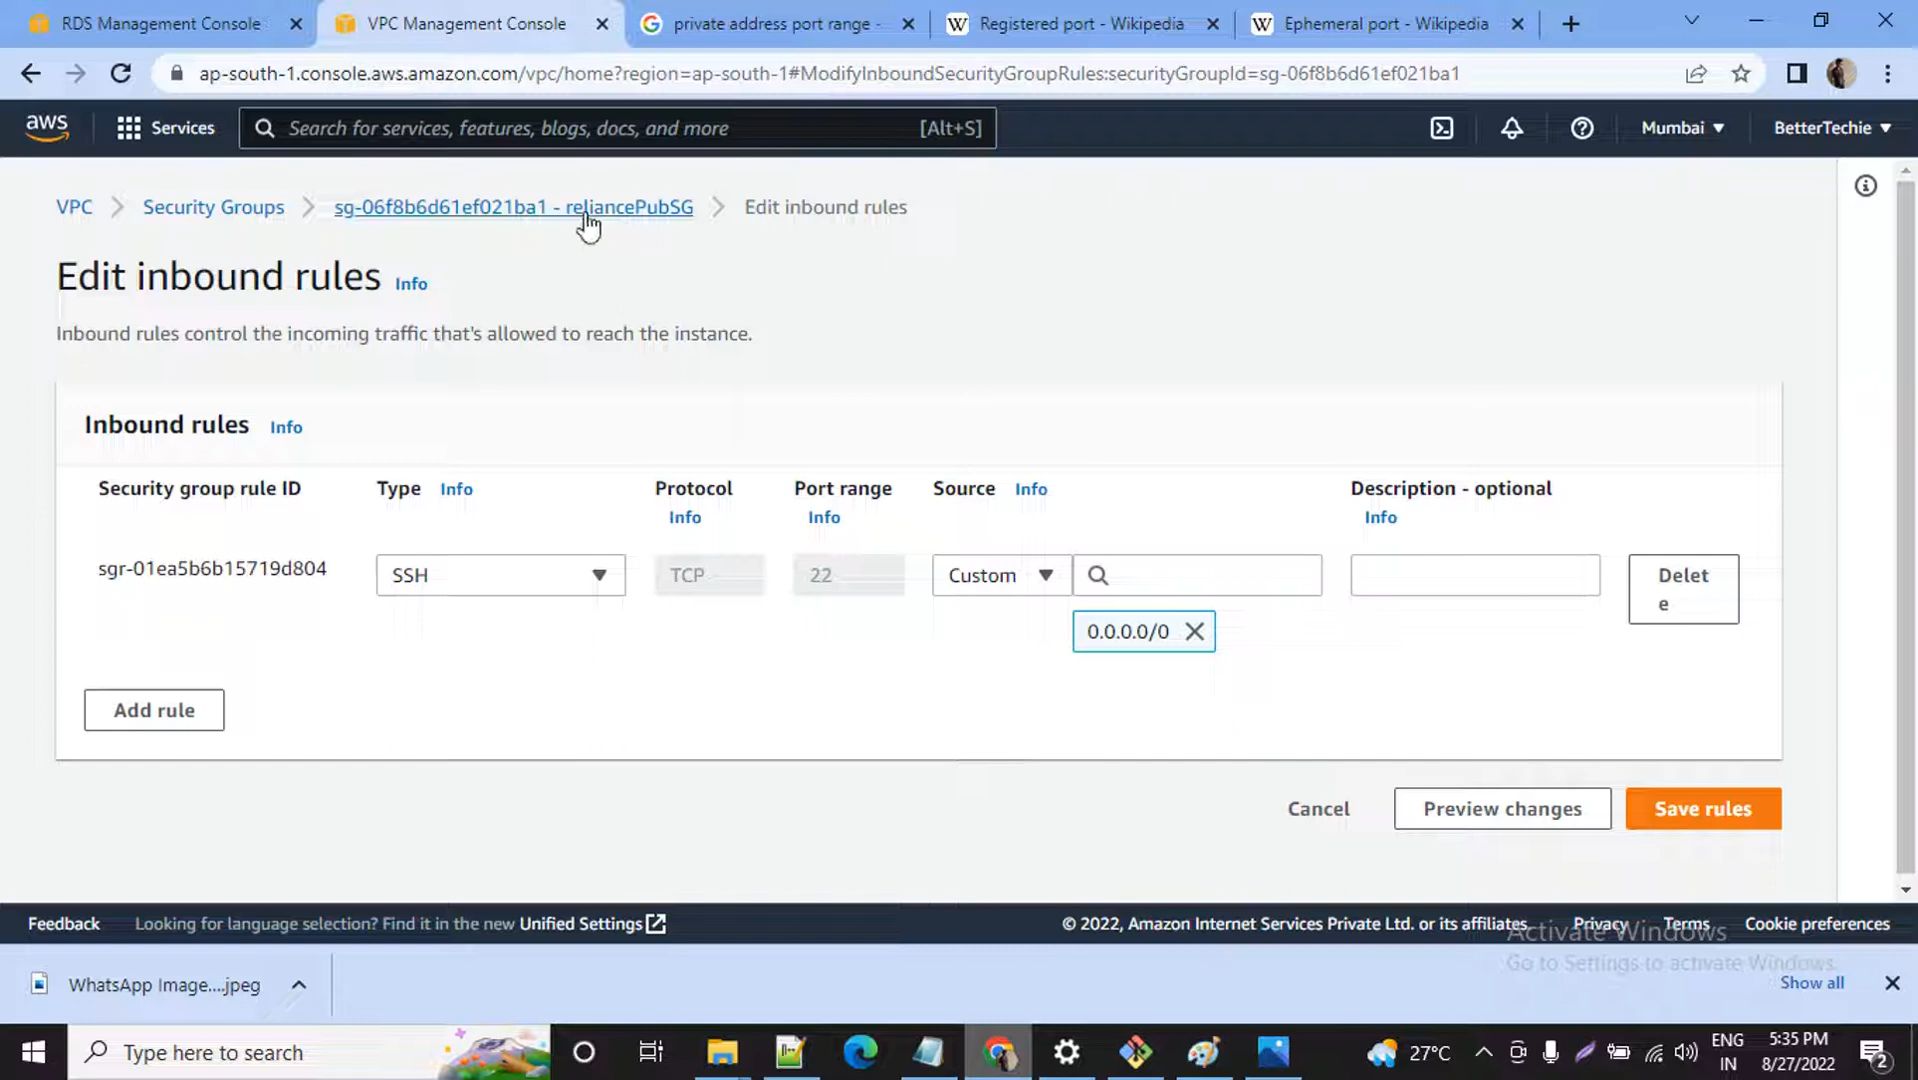 RDS Management Console
VPC Management Console
private address port range -
Registered port - Wikipedia
Ephemeral port - Wikipedia
ap-south-1.console.aws.amazon.com/vpc/home?region=ap-south-1#ModifyInboundSecurityGroupRules:securityGroupId=sg-06f8b6d61ef021ba1
aws
Services
Search for services, features, blogs, docs, and more
[Alt+S]
Mumbai
BetterTechie
VPC
Security Groups
sg-06f8b6d61ef021ba1 - reliancePubSG
Edit inbound rules
Edit inbound rules Info
Inbound rules control the incoming traffic that's allowed to reach the instance.
Inbound rules Info
Security group rule ID
Type Info
Protocol
Info
Port range
Info
Source Info
Description - optional
Info
sgr-01ea5b6b15719d804
SSH
TCP
22
Custom
0.0.0.0/0
Delet
e
Add rule
Cancel
Preview changes
Save rules
Feedback
Looking for language selection? Find it in the new Unified Settings
© 2022, Amazon Internet Services Private Ltd. or its affiliates.
Privacy
Terms
Cookie preferences
Activate Windows
Go to Settings to activate Windows.
WhatsApp Image....jpeg
Show all
Type here to search
27°C
ENG
IN
5:35 PM
8/27/2022
2